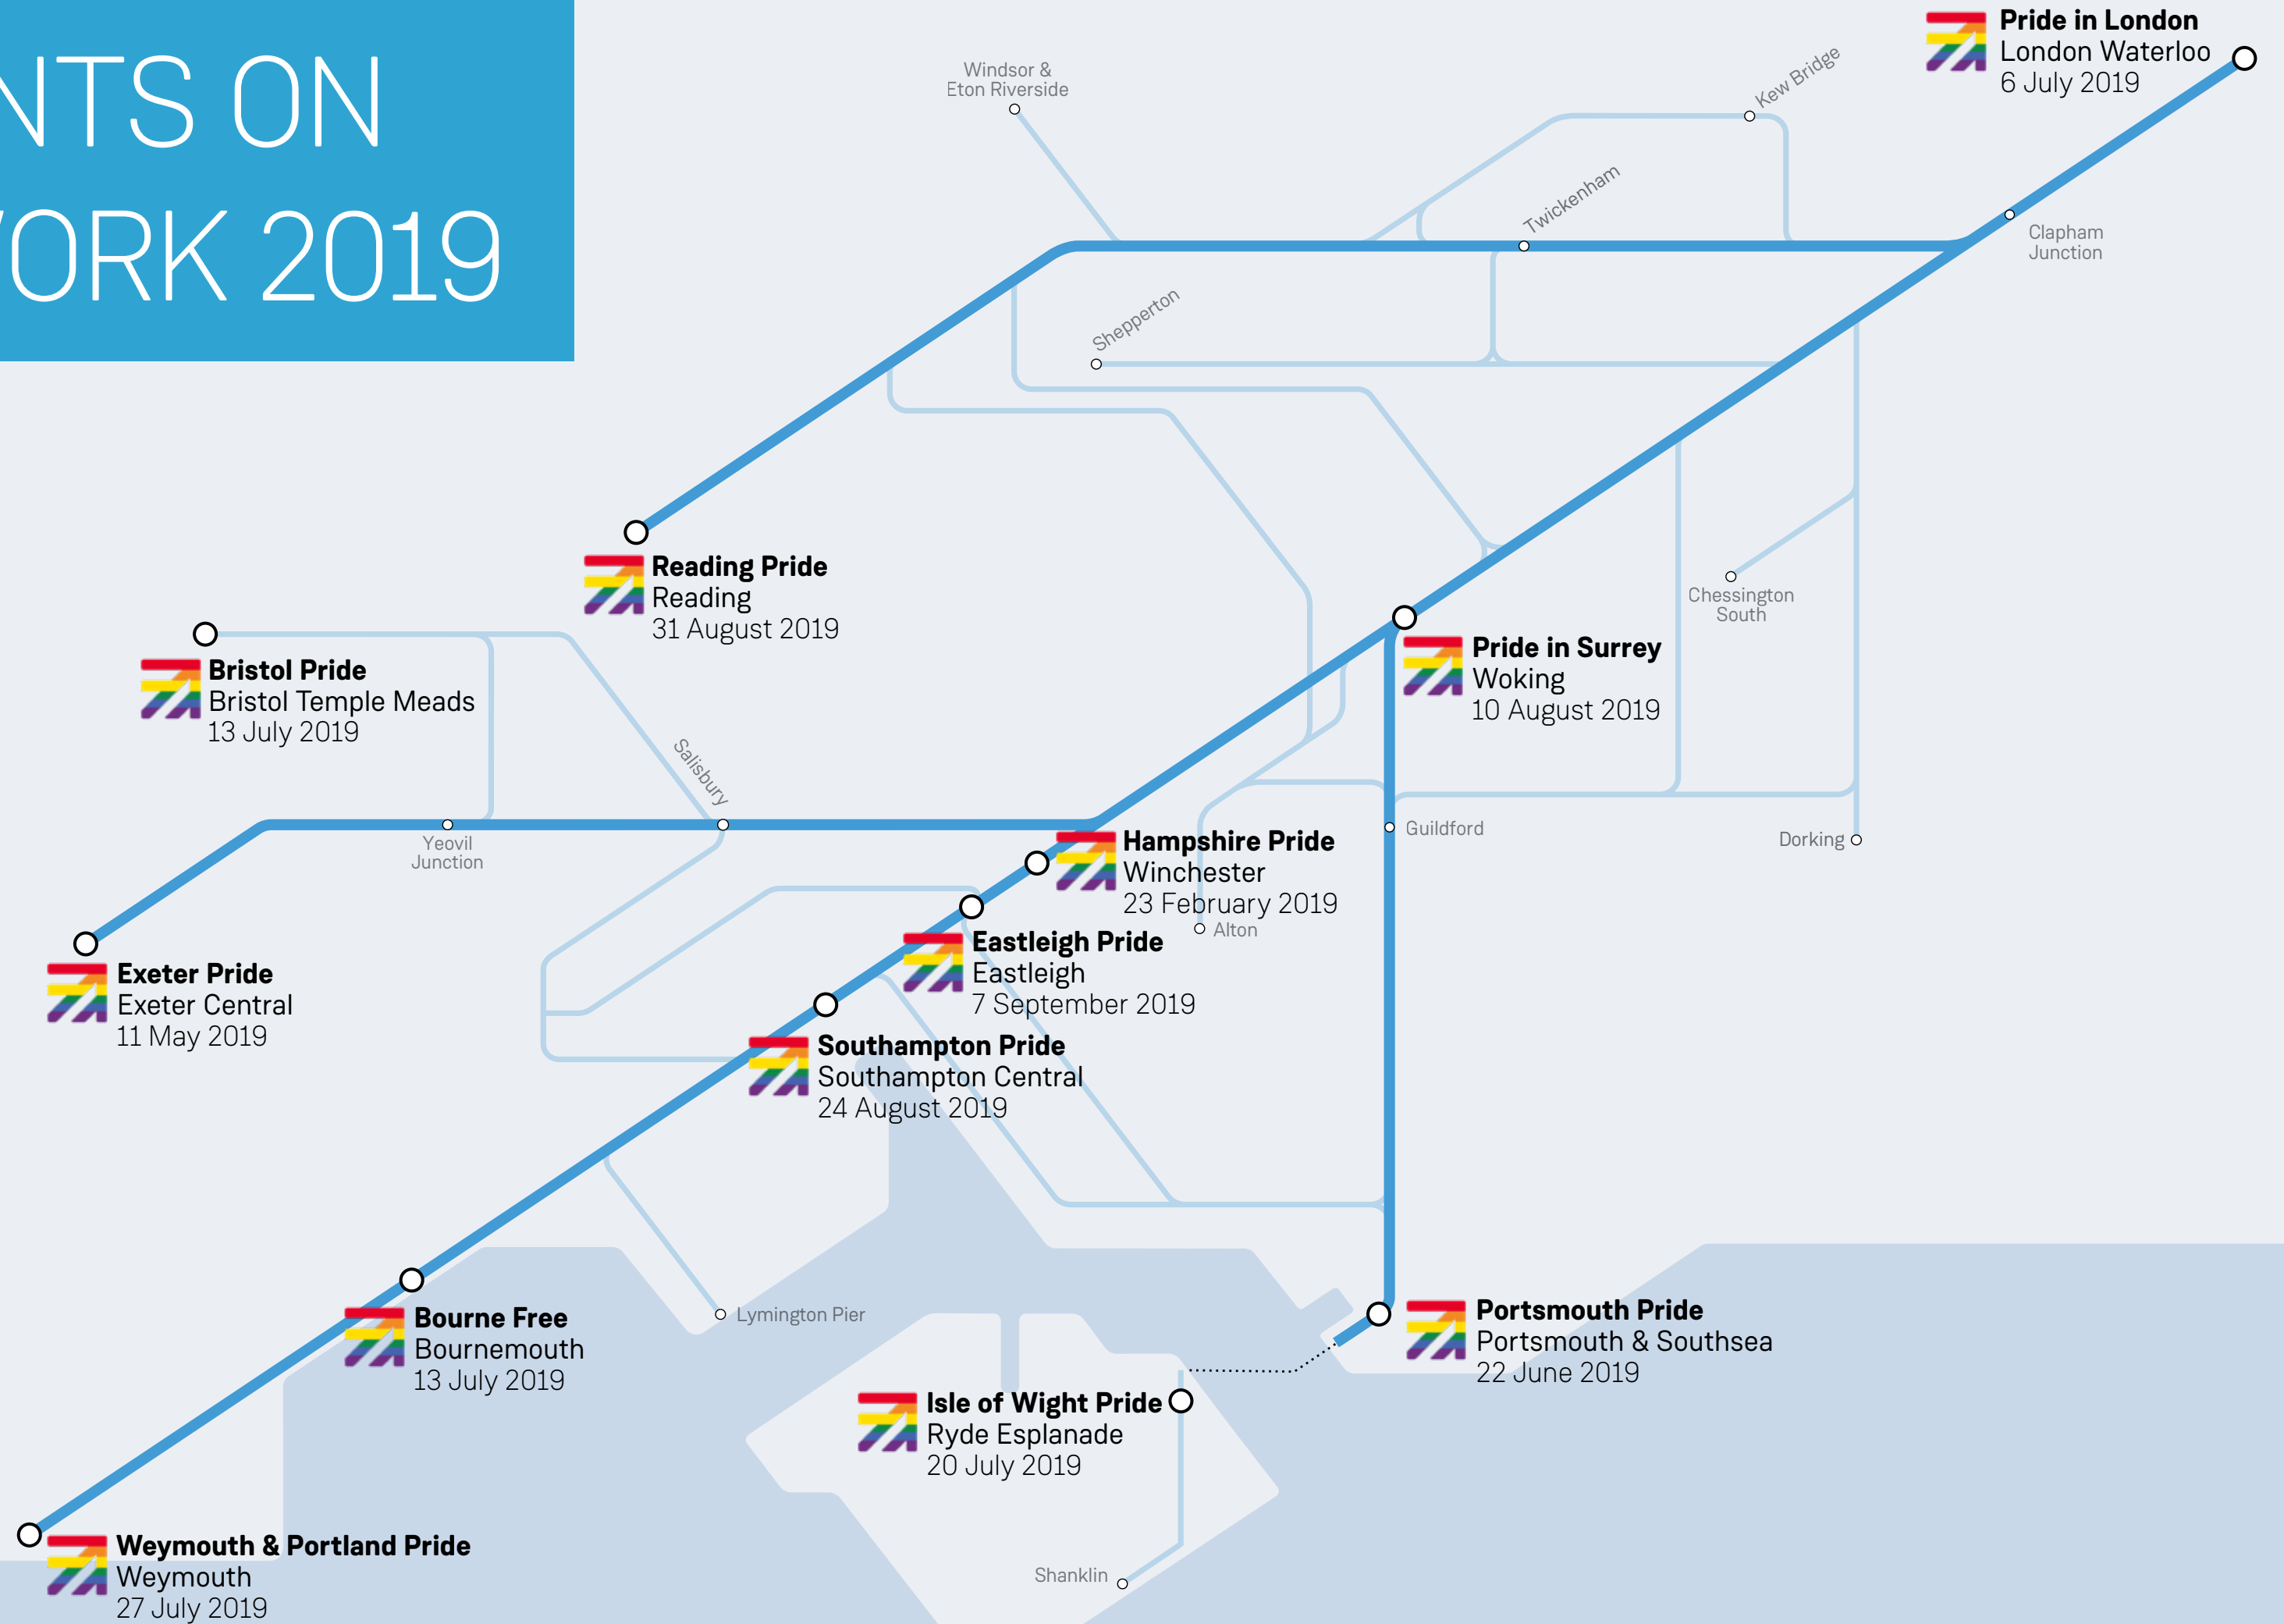 NTS ON
ORK 2019
Pride in London
London Waterloo
6 July 2019
Windsor &
Eton Riverside
Kew Bridge
Twickenham
Clapham
Junction
Shepperton
Reading Pride
Reading
31 August 2019
Chessington
South
Bristol Pride
Bristol Temple Meads
13 July 2019
Pride in Surrey
Woking
10 August 2019
Salisbury
Yeovil
Junction
Hampshire Pride
Winchester
23 February 2019
Guildford
Dorking
Alton
Eastleigh Pride
Eastleigh
7 September 2019
Exeter Pride
Exeter Central
11 May 2019
Southampton Pride
Southampton Central
24 August 2019
Bourne Free
Bournemouth
13 July 2019
Lymington Pier
Portsmouth Pride
Portsmouth & Southsea
22 June 2019
Isle of Wight Pride
Ryde Esplanade
20 July 2019
Weymouth & Portland Pride
Weymouth
27 July 2019
Shanklin